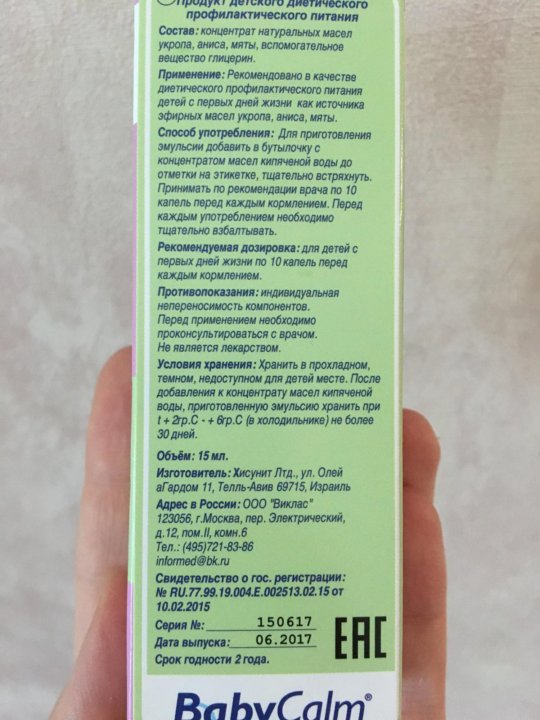 Продукт детского диетического
профилактического питания
Состав: концентрат натуральных масел
укропа, аниса, мяты, вспомогательное
вещество глицерин.
Применение: Рекомендовано в качестве
диетического профилактического питания
детей с первых дней жизни как источника
эфирных масел укропа, аниса, мяты.
Способ употребления: Для приготовления
эмульсии добавить в бутылочку с
концентратом масел кипяченой воды до
отметки на этикетке, тщательно встряхнуть.
Принимать по рекомендации врача по 10
капель перед каждым кормлением. Перед
каждым употреблением необходимо
тщательно взбалтывать.
Рекомендуемая дозировка: для детей с
первых дней жизни по 10 капель перед
каждым кормлением.
Противопоказания: индивидуальная
непереносимость компонентов.
Перед применением необходимо
проконсультироваться с врачом.
Не является лекарством.
Условия хранения: Хранить в прохладном,
темном, недоступном для детей месте. После
добавления к концентрату масел кипяченой
воды, приготовленную эмульсию хранить при
t + 2гр.С - + 6гр.С (в холодильнике) не более
30 дней.
Объём: 15 мл.
Изготовитель: Хисунит Лтд., ул. Олей
аГардом 11, Телль-Авив 69715, Израиль
Адрес в России: ООО "Виклас"
123056, г.Москва, пер. Электрический,
д.12, пом.II, комн.6
Тел.: (495)721-83-86
informed@bk.ru
Свидетельство о гос. регистрации:
№ RU.77.99.19.004.Е.002513.02.15 от
10.02.2015
Серия №: 150617
Дата выпуска: 06.2017
Срок годности 2 года.
EAC
BabyCalm®